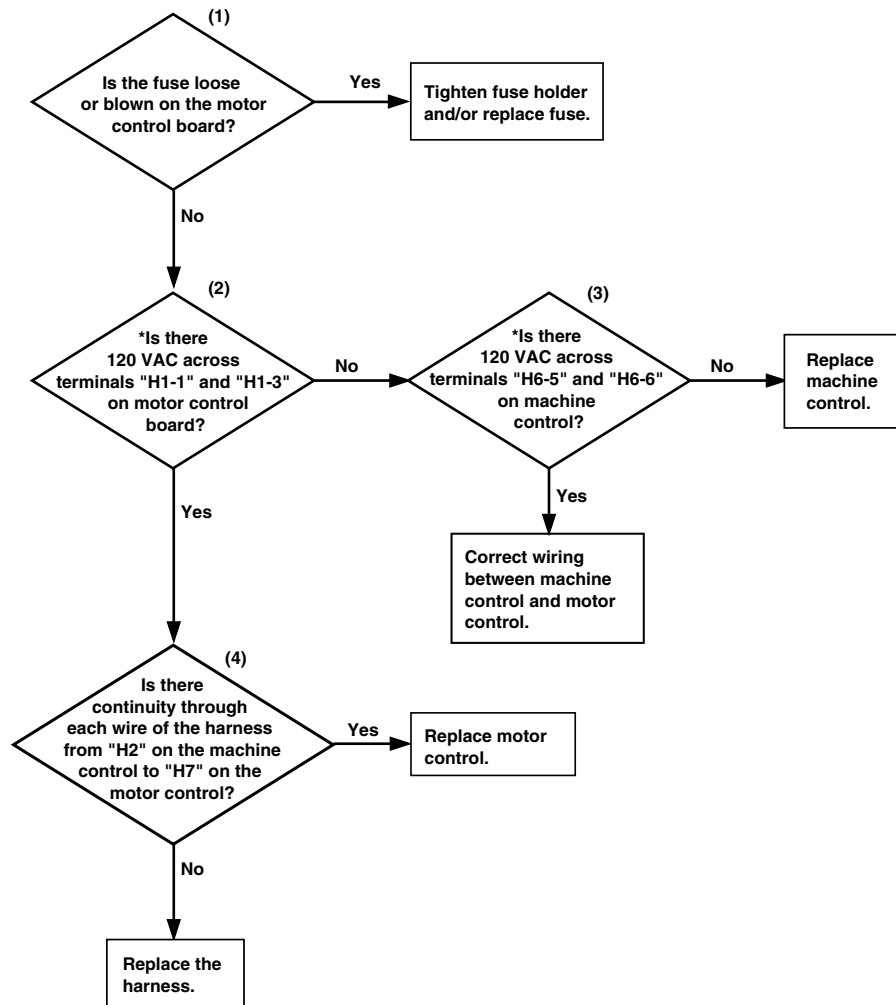 (1)
Is the fuse loose
or blown on the motor
control board?
Yes
Tighten fuse holder
and/or replace fuse.
No
(2)
*Is there
120 VAC across
terminals "H1-1" and "H1-3"
on motor control
board?
No
(3)
*Is there
120 VAC across
terminals "H6-5" and "H6-6"
on machine
control?
No
Replace
machine
control.
Yes
Yes
Correct wiring
between machine
control and motor
control.
(4)
Is there
continuity through
each wire of the harness
from "H2" on the machine
control to "H7" on the
motor control?
Yes
Replace motor
control.
No
Replace the
harness.